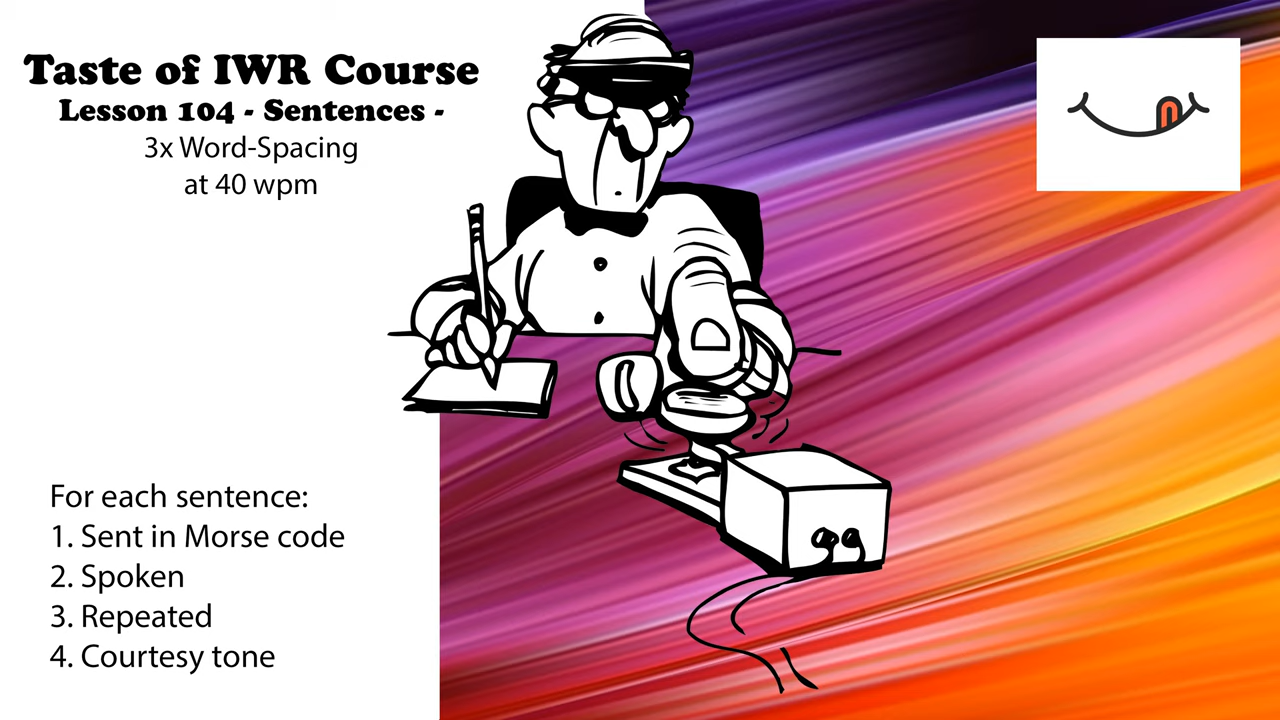 Taste of IWR Course
Lesson 104 - Sentences -
3x Word-Spacing
at 40 wpm
For each sentence:
1. Sent in Morse code
2. Spoken
3. Repeated
4. Courtesy tone